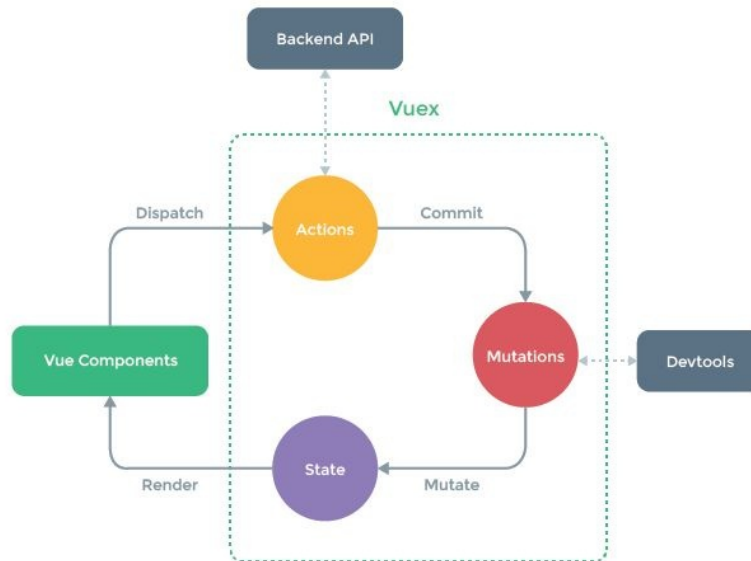 Backend API
Vuex
Dispatch
Actions
Commit
Vue Components
Mutations
Devtools
Render
State
Mutate